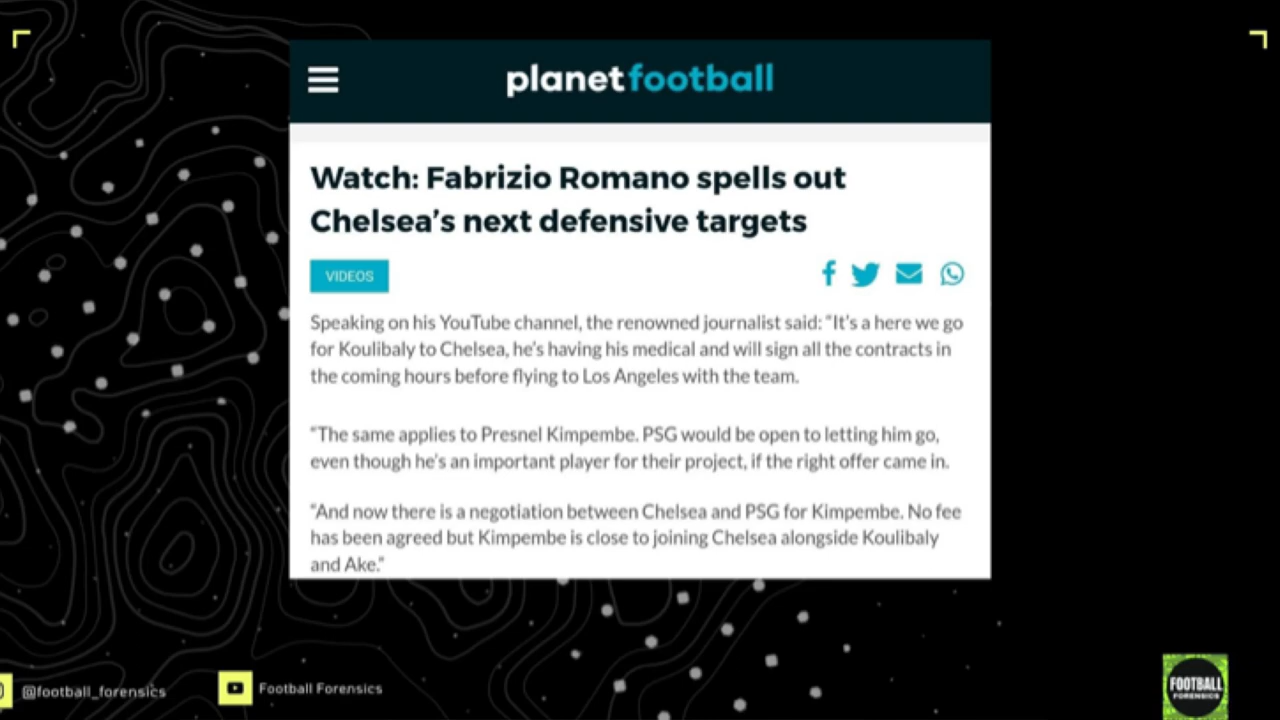 planetfootball
Watch: Fabrizio Romano spells out
Chelsea's next defensive targets
VIDEOS
Speaking on his YouTube channel, the renowned journalist said: “It's a here we go
for Koulibaly to Chelsea, he's having his medical and will sign all the contracts in
the coming hours before flying to Los Angeles with the team.
“The same applies to Presnel Kimpembe. PSG would be open to letting him go,
even though he's an important player for their project, if the right offer came in.
“And now there is a negotiation between Chelsea and PSG for Kimpembe. No fee
has been agreed but Kimpembe is close to joining Chelsea alongside Koulibaly
and Ake.”
@football_forensics
Football Forensics
FOOTBALL
FORENSICS